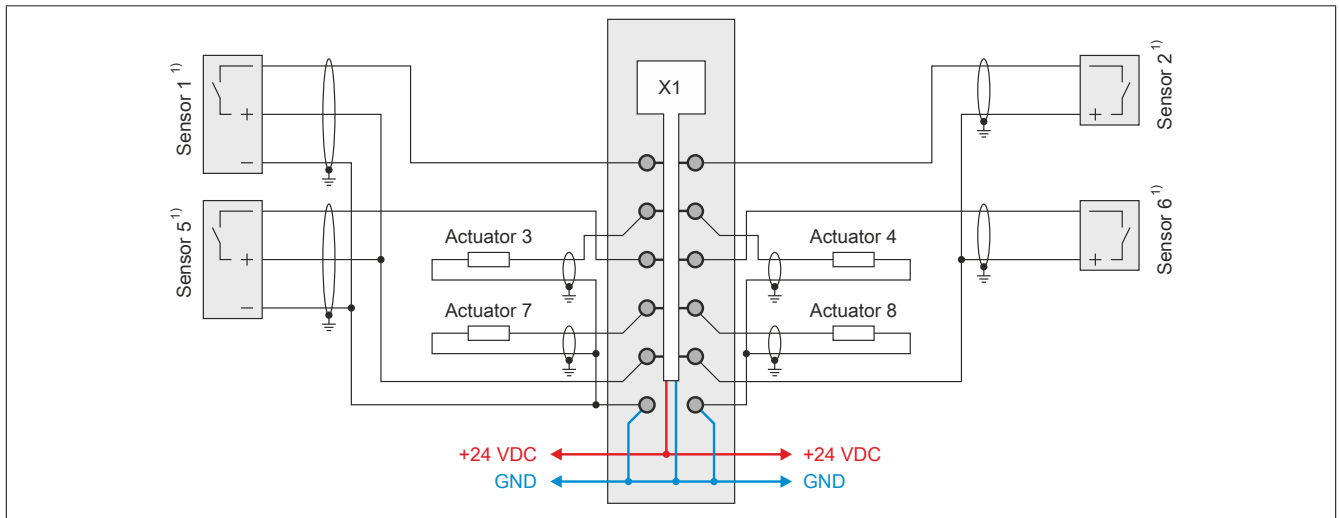 Sensor 1 1)
X1
Sensor 2 1)
+
−
+
Sensor 5 1)
Actuator 3
Actuator 4
Sensor 6 1)
+
−
+
Actuator 7
Actuator 8
+24 VDC
+24 VDC
GND
GND